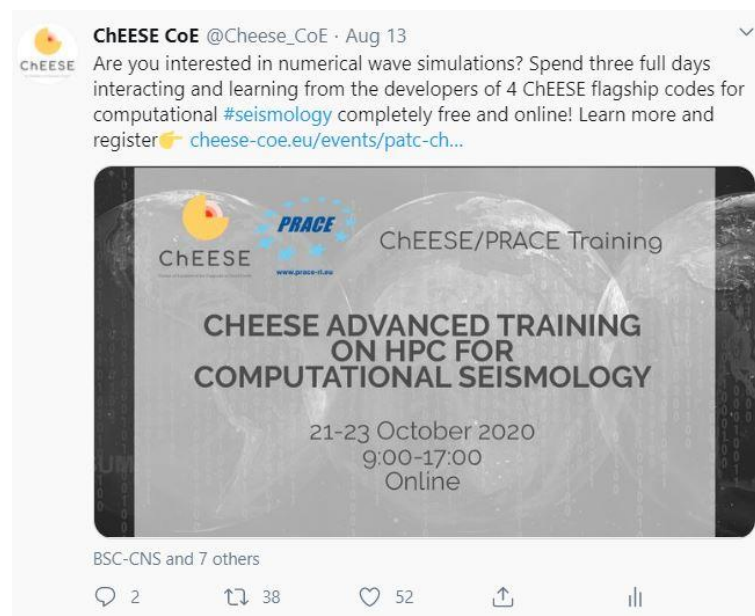 ChEESE CoE @Cheese_CoE · Aug 13
Are you interested in numerical wave simulations? Spend three full days
interacting and learning from the developers of 4 ChEESE flagship codes for
computational #seismology completely free and online! Learn more and
register👉 cheese-coe.eu/events/patc-ch...
ChEESE
PRACE
www.prace-ri.eu
ChEESE/PRACE Training
ChEESE
CHEESE ADVANCED TRAINING
ON HPC FOR
COMPUTATIONAL SEISMOLOGY
21-23 October 2020
9:00-17:00
Online
BSC-CNS and 7 others
2 38 52